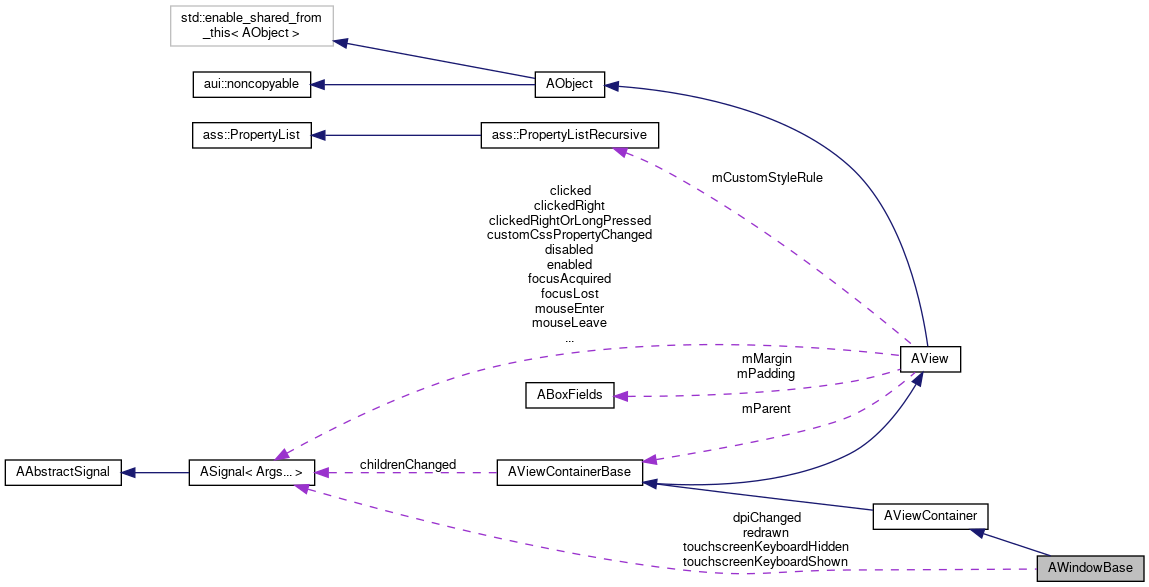 std::enable_shared_from
_this< AObject >
aui::noncopyable
AObject
ass::PropertyList
ass::PropertyListRecursive
mCustomStyleRule
clicked
clickedRight
clickedRightOrLongPressed
customCssPropertyChanged
disabled
enabled
focusAcquired
focusLost
mouseEnter
mouseLeave
...
AView
mMargin
mPadding
ABoxFields
mParent
AAbstractSignal
ASignal< Args... >
childrenChanged
AViewContainerBase
AViewContainer
dpiChanged
redrawn
touchscreenKeyboardHidden
touchscreenKeyboardShown
AWindowBase